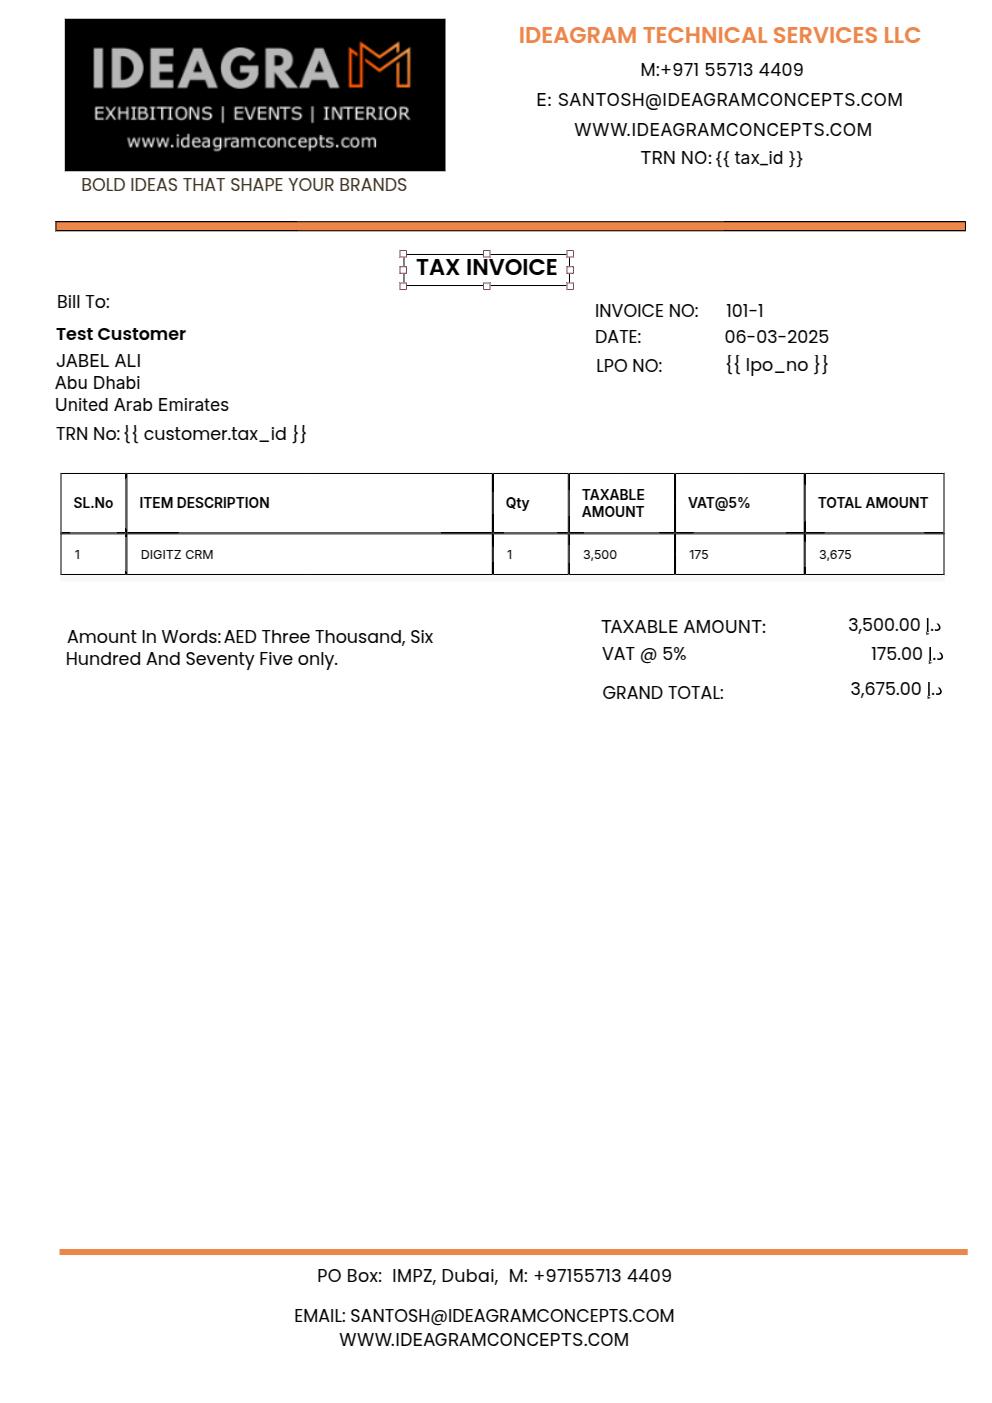 IDEAGRAM
EXHIBITIONS | EVENTS | INTERIOR
www.ideagramconcepts.com
BOLD IDEAS THAT SHAPE YOUR BRANDS
IDEAGRAM TECHNICAL SERVICES LLC
M:+971 55713 4409
E: SANTOSH@IDEAGRAMCONCEPTS.COM
WWW.IDEAGRAMCONCEPTS.COM
TRN NO: {{ tax_id }}
TAX INVOICE
Bill To:
Test Customer
JABEL ALI
Abu Dhabi
United Arab Emirates
TRN No: {{ customer.tax_id }}
INVOICE NO: 101-1
DATE: 06-03-2025
LPO NO: {{ lpo_no }}
SL.No ITEM DESCRIPTION Qty TAXABLE AMOUNT VAT@5% TOTAL AMOUNT
1 DIGITZ CRM 1 3,500 175 3,675
Amount In Words: AED Three Thousand, Six
Hundred And Seventy Five only.
TAXABLE AMOUNT: 3,500.00 د.إ
VAT @ 5% 175.00 د.إ
GRAND TOTAL: 3,675.00 د.إ
PO Box: IMPZ, Dubai, M: +97155713 4409
EMAIL: SANTOSH@IDEAGRAMCONCEPTS.COM
WWW.IDEAGRAMCONCEPTS.COM